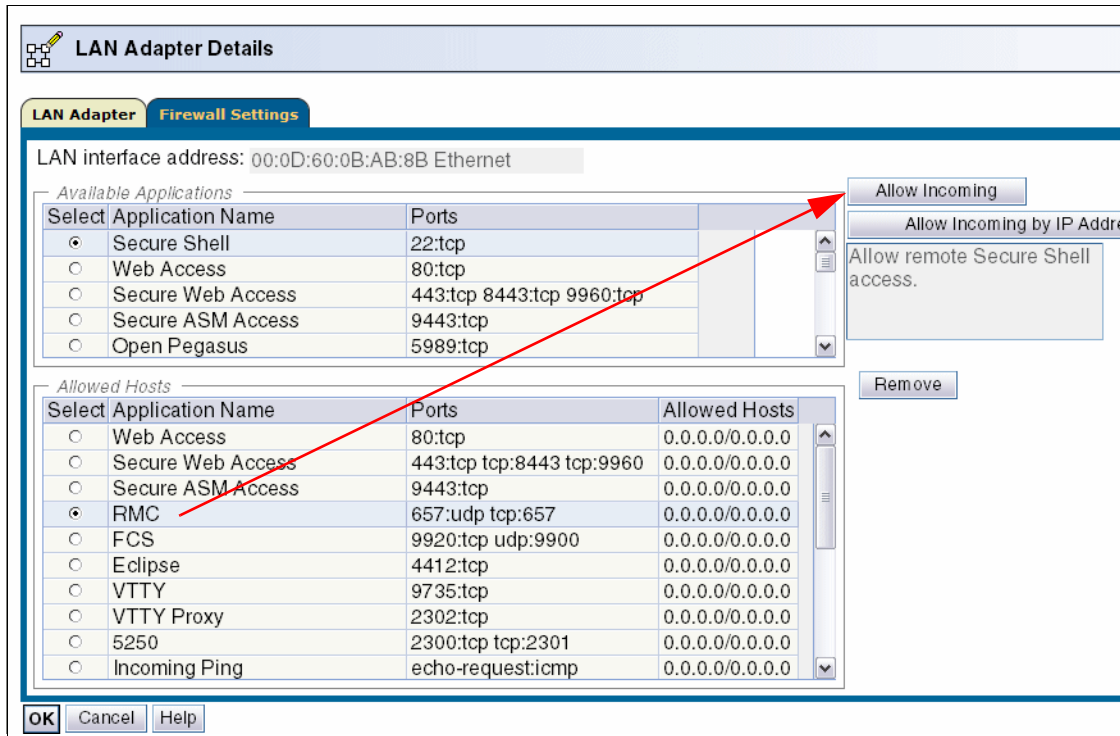 LAN Adapter Details
LAN Adapter Firewall Settings
LAN interface address: 00:0D:60:0B:AB:8B Ethernet
Available Applications
Select Application Name Ports
Secure Shell 22:tcp
Web Access 80:tcp
Secure Web Access 443:tcp 8443:tcp 9960:tcp
Secure ASM Access 9443:tcp
Open Pegasus 5989:tcp
Allow Incoming
Allow Incoming by IP Addre
Allow remote Secure Shell
access.
Allowed Hosts
Remove
Select Application Name Ports Allowed Hosts
Web Access 80:tcp 0.0.0.0/0.0.0.0
Secure Web Access 443:tcp tcp:8443 tcp:9960 0.0.0.0/0.0.0.0
Secure ASM Access 9443:tcp 0.0.0.0/0.0.0.0
RMC 657:udp tcp:657 0.0.0.0/0.0.0.0
FCS 9920:tcp udp:9900 0.0.0.0/0.0.0.0
Eclipse 4412:tcp 0.0.0.0/0.0.0.0
VTTY 9735:tcp 0.0.0.0/0.0.0.0
VTTY Proxy 2302:tcp 0.0.0.0/0.0.0.0
5250 2300:tcp tcp:2301 0.0.0.0/0.0.0.0
Incoming Ping echo-request:icmp 0.0.0.0/0.0.0.0
OK Cancel Help